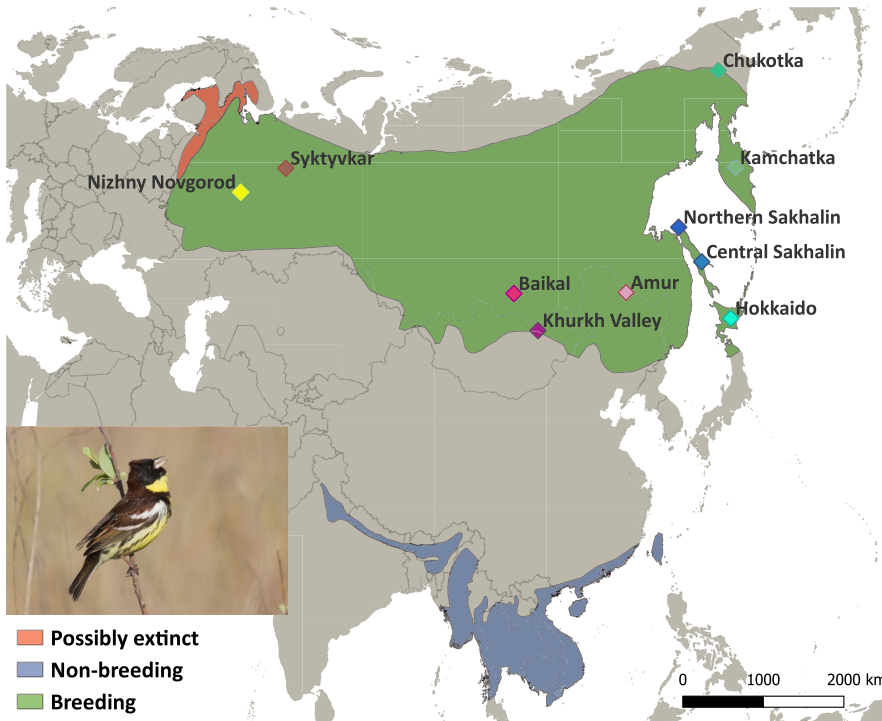 Chukotka
Syktyvkar
Kamchatka
Nizhny Novgorod
Northern Sakhalin
Central Sakhalin
Baikal
Amur
Hokkaido
Khurkh Valley
Possibly extinct
Non-breeding
Breeding
0 1000 2000 km